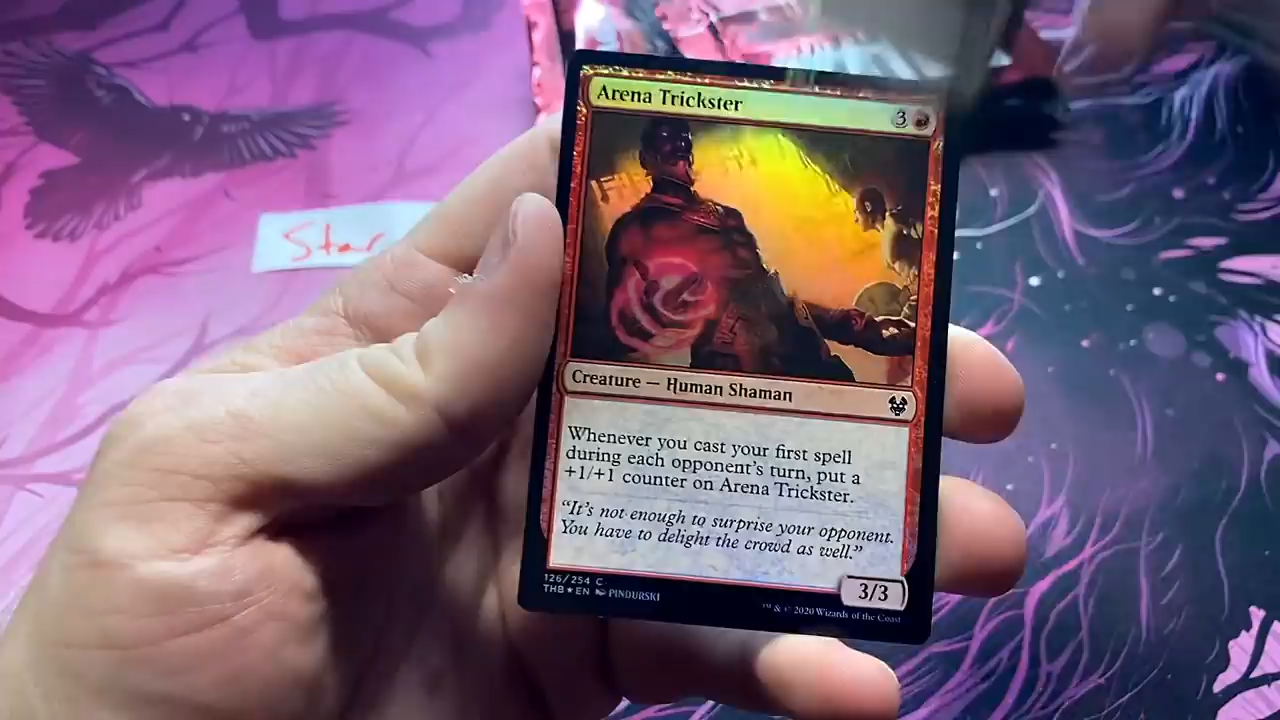 Arena Trickster
3
Star
Creature — Human Shaman
Whenever you cast your first spell
during each opponent's turn, put a
+1/+1 counter on Arena Trickster.
“It's not enough to surprise your opponent.
You have to delight the crowd as well.”
3/3
126/254 C
THB★EN PINDURSKI
™ & © 2020 Wizards of the Coast